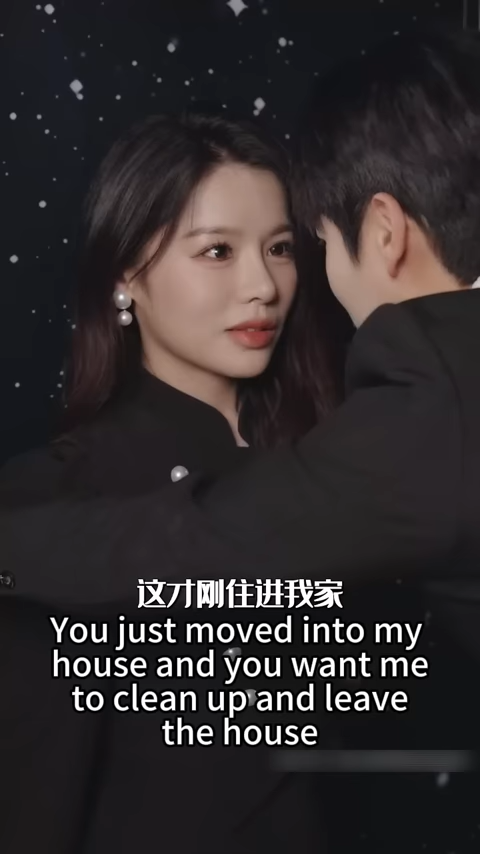 这才刚住进我家
You just moved into my
house and you want me
to clean up and leave
the house